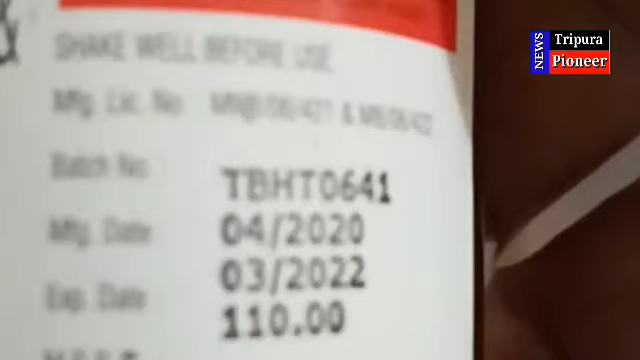 SHAKE WELL BEFORE USE
Mfg. Lic. No
Batch No.
TBHT0641
Mfg. Date
04/2020
Exp. Date
03/2022
110.00
NEWS
Tripura
Pioneer